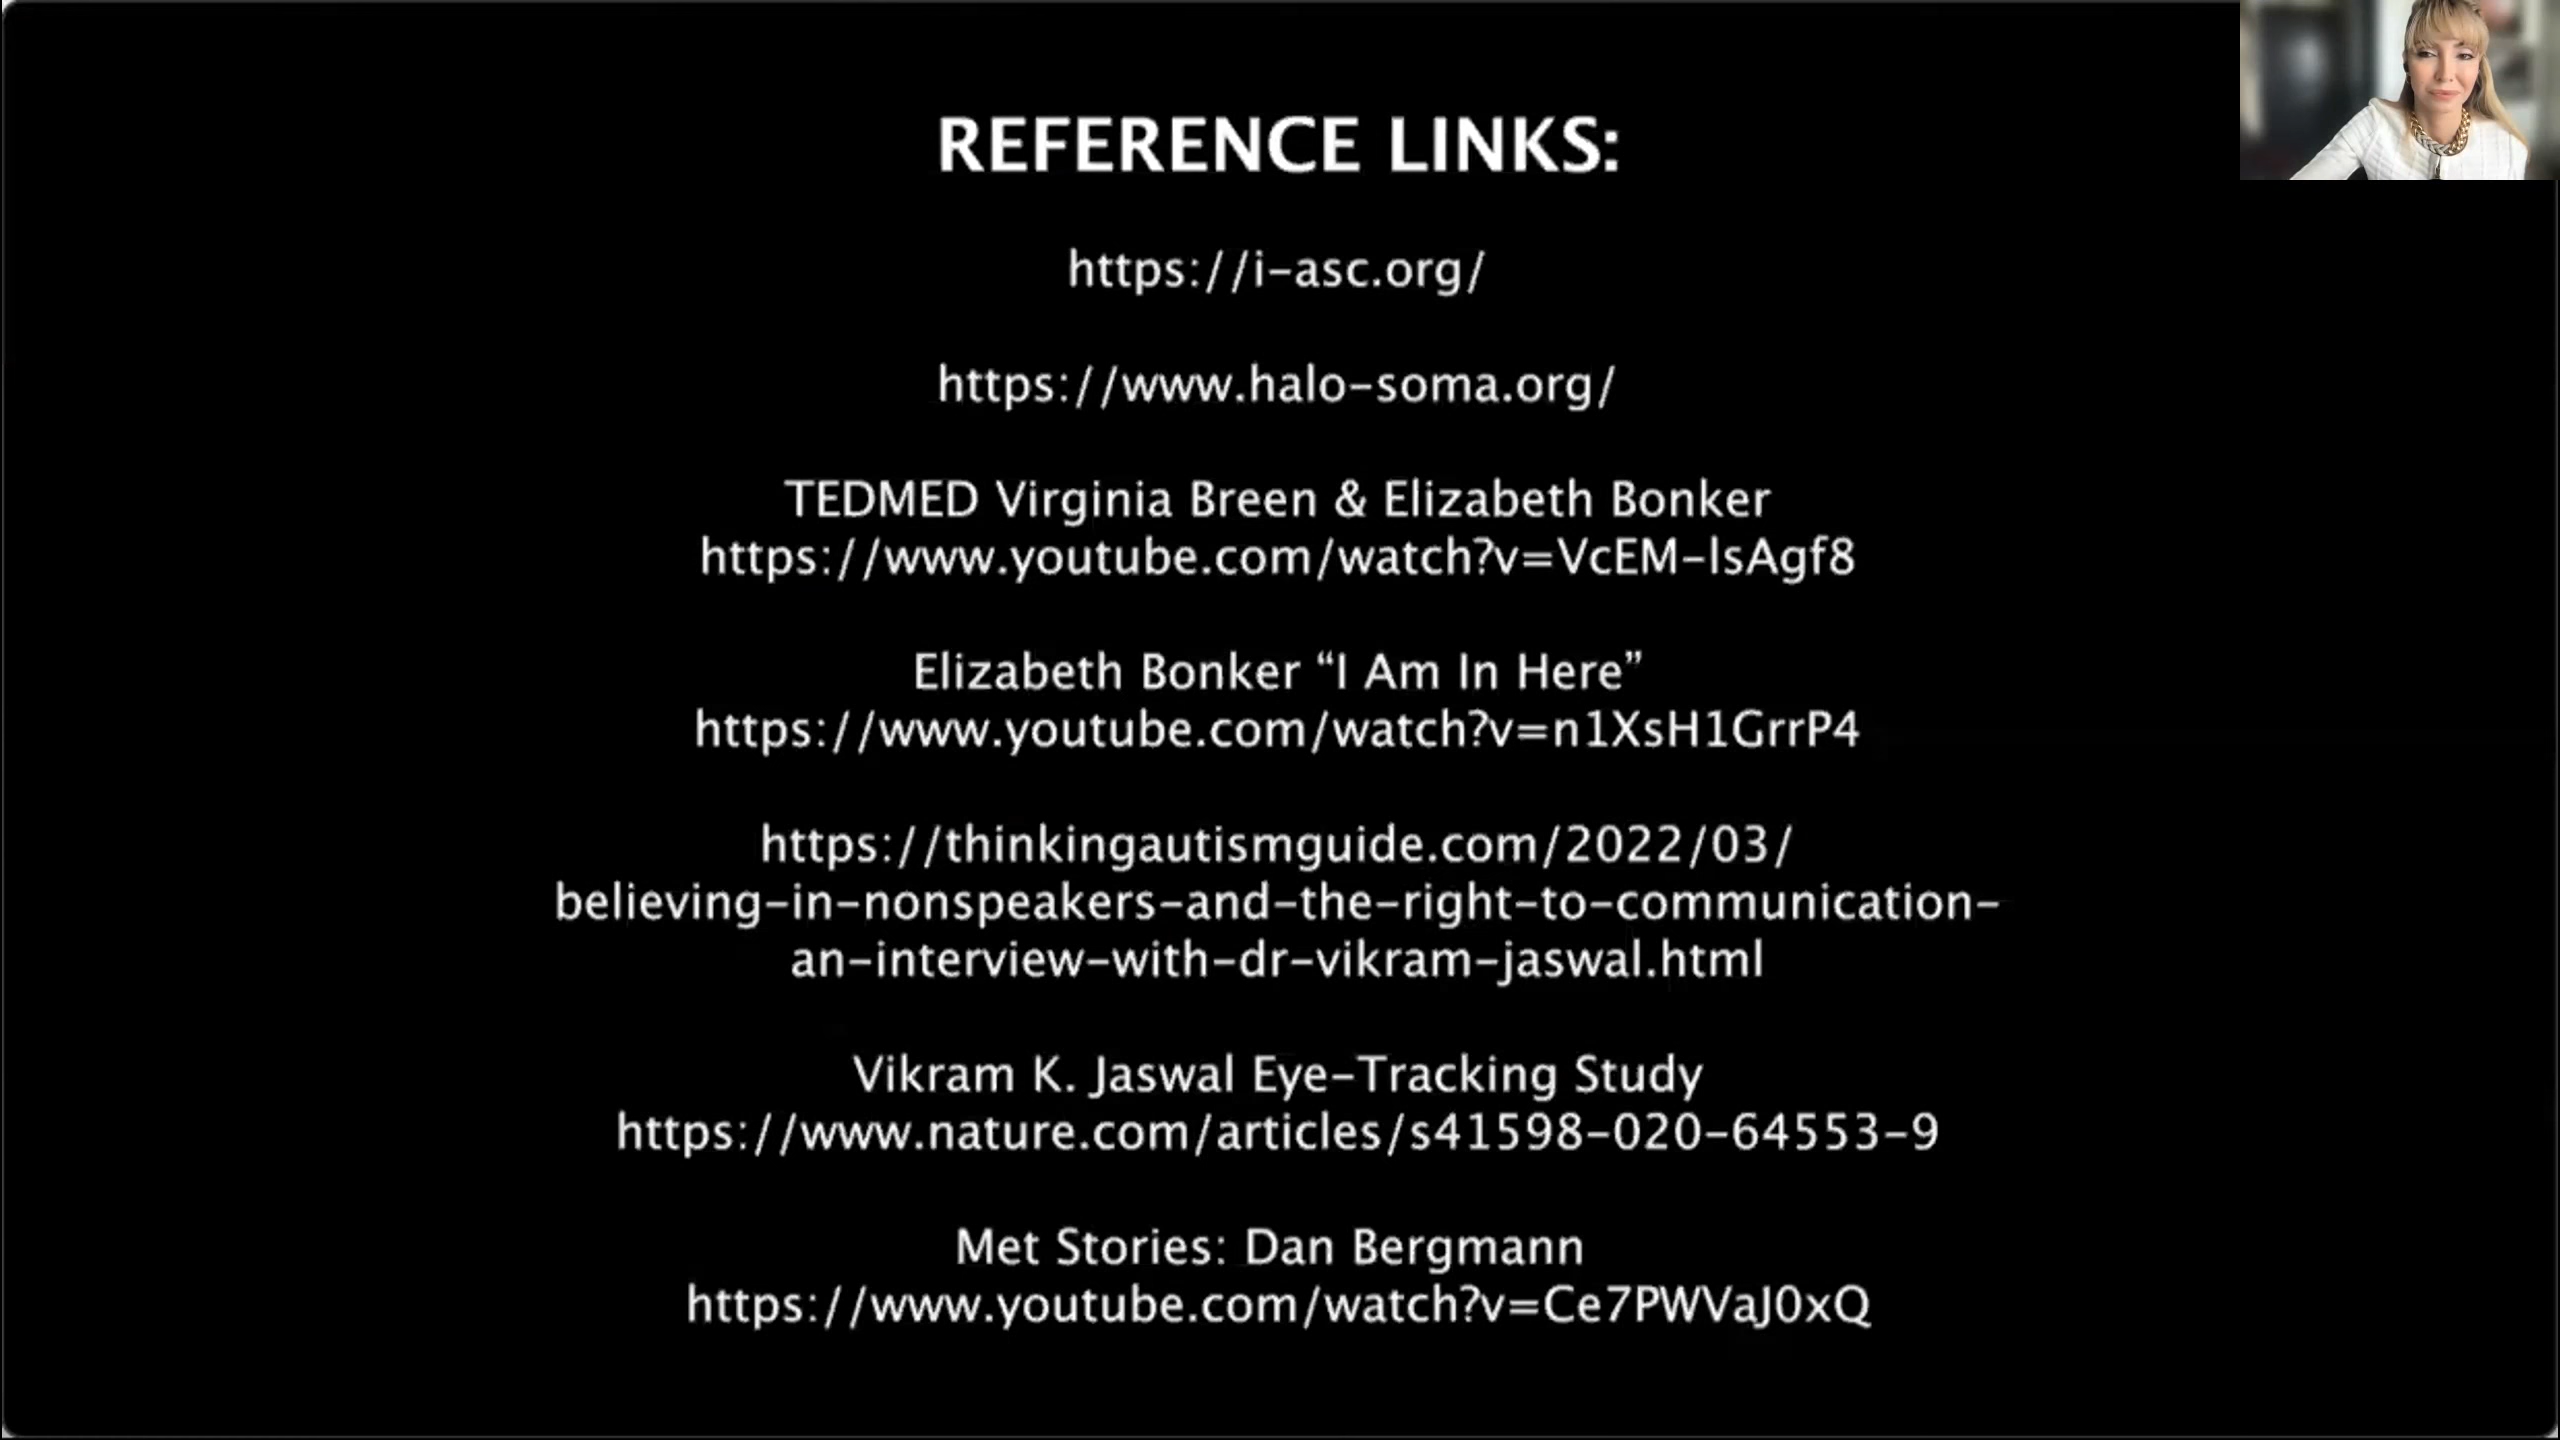 REFERENCE LINKS:
https://i-asc.org/
https://www.halo-soma.org/
TEDMED Virginia Breen & Elizabeth Bonker
https://www.youtube.com/watch?v=VcEM-lsAgf8
Elizabeth Bonker “I Am In Here”
https://www.youtube.com/watch?v=n1XsH1GrrP4
https://thinkingautismguide.com/2022/03/
believing-in-nonspeakers-and-the-right-to-communication-
an-interview-with-dr-vikram-jaswal.html
Vikram K. Jaswal Eye-Tracking Study
https://www.nature.com/articles/s41598-020-64553-9
Met Stories: Dan Bergmann
https://www.youtube.com/watch?v=Ce7PWVaJ0xQ